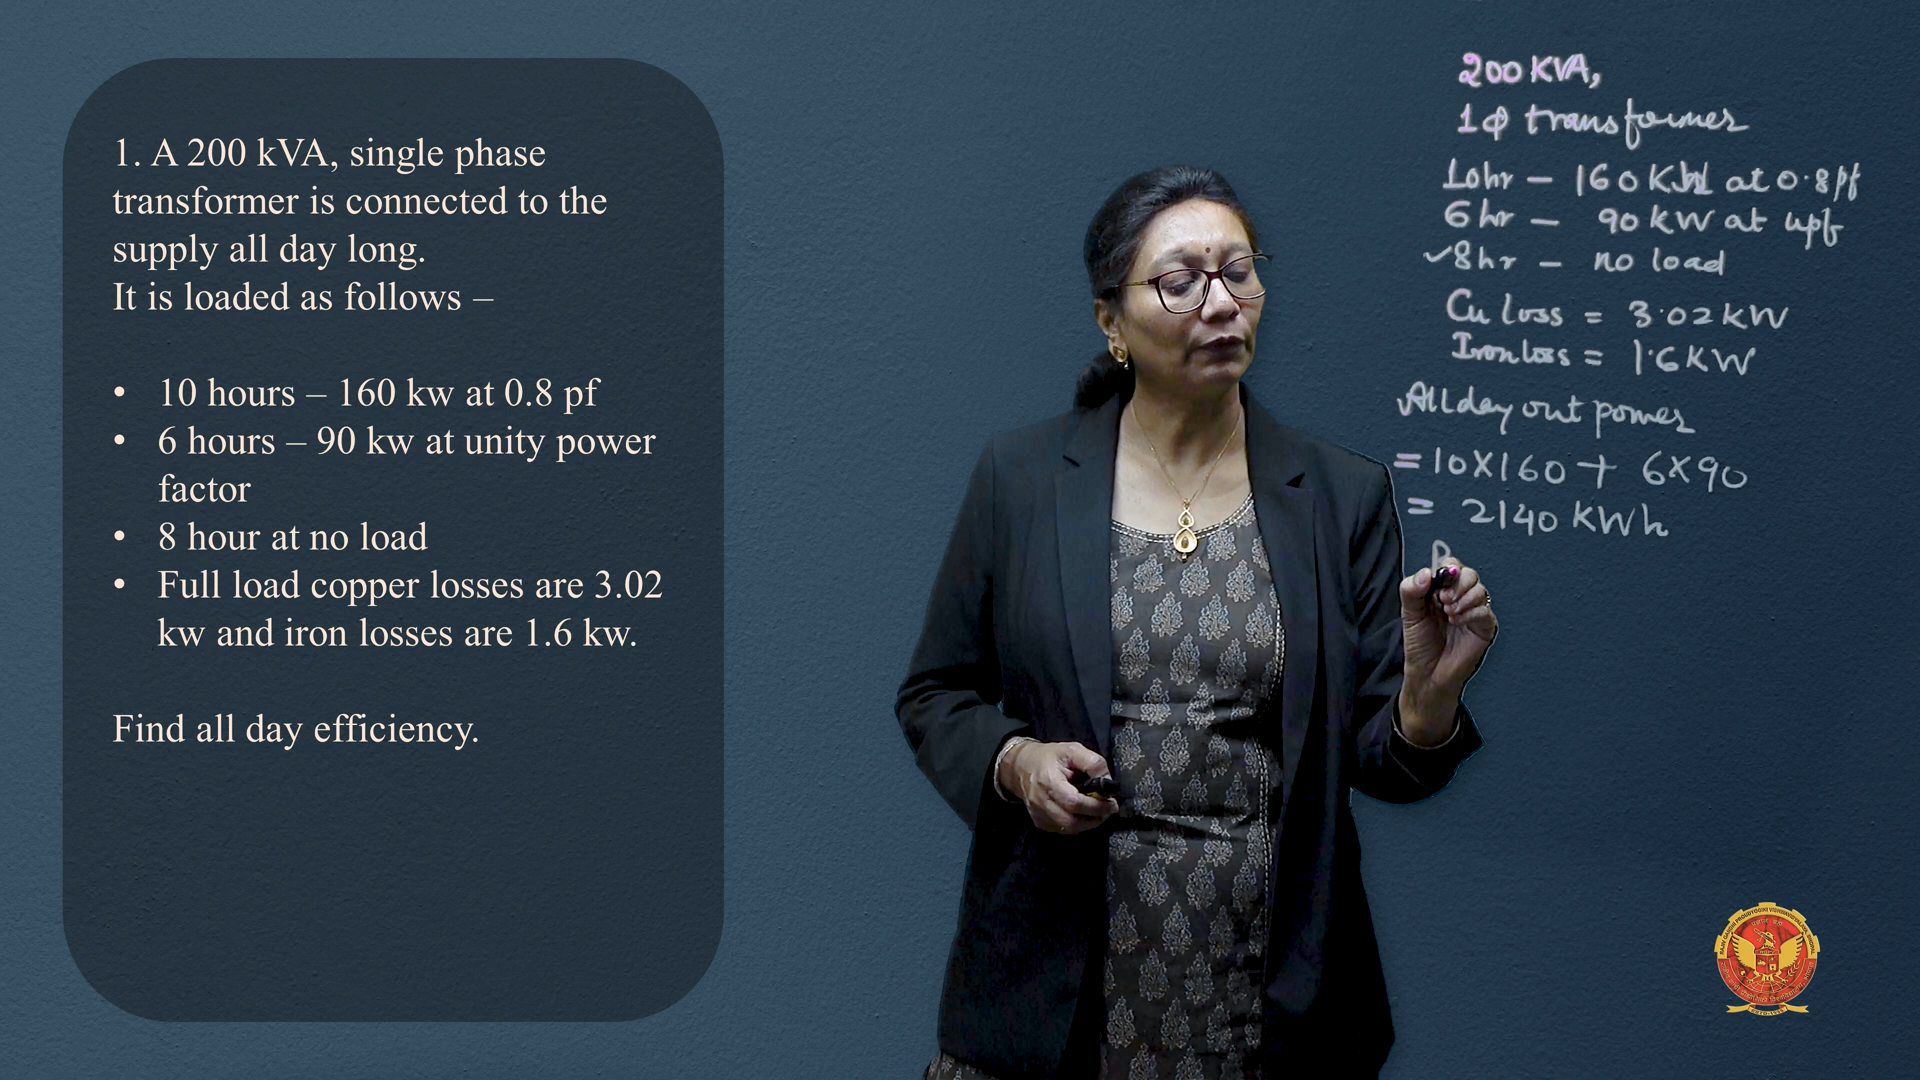 1. A 200 kVA, single phase
transformer is connected to the
supply all day long.
It is loaded as follows –
• 10 hours – 160 kw at 0.8 pf
• 6 hours – 90 kw at unity power
factor
• 8 hour at no load
• Full load copper losses are 3.02
kw and iron losses are 1.6 kw.
Find all day efficiency.
200 KVA,
1ϕ transformer
10hr – 160 KW at 0.8 pf
6 hr – 90 KW at upf
✓8hr – no load
Cu loss = 3.02 KW
Iron loss = 1.6 KW
All day out power
= 10X160 + 6X90
= 2140 KWh